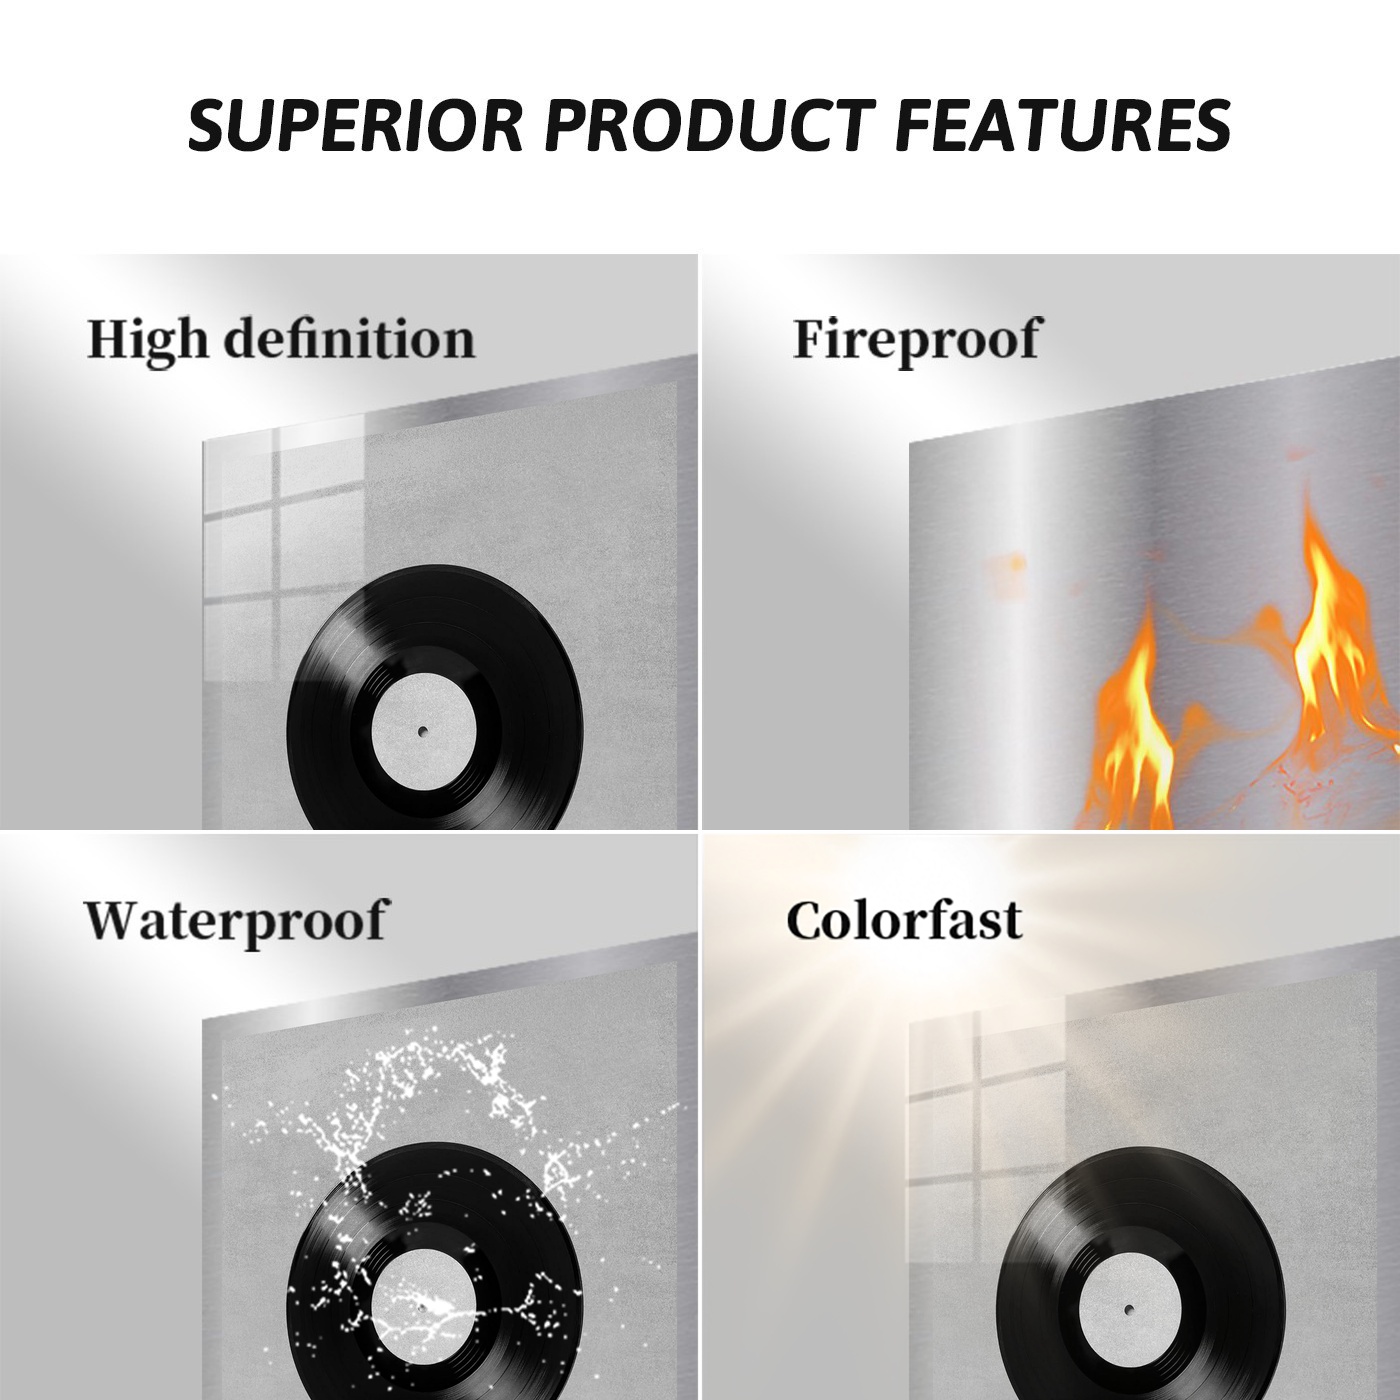 SUPERIOR PRODUCT FEATURES
High definition
Fireproof
Waterproof
Colorfast